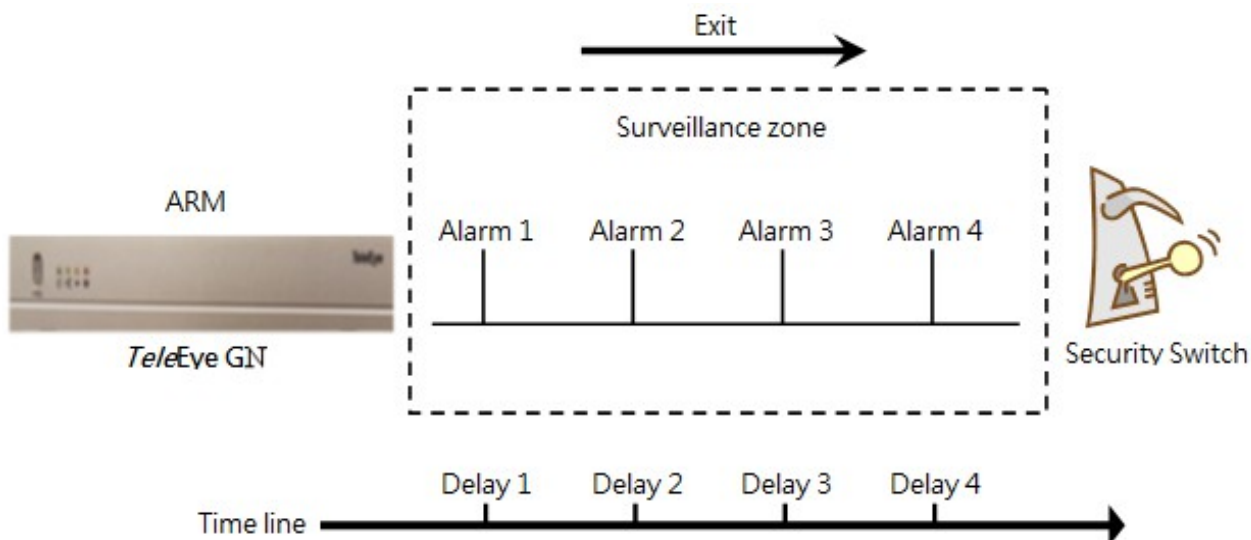 Exit
Surveillance zone
ARM
Alarm 1 Alarm 2 Alarm 3 Alarm 4
TeleEye
TeleEye GN
Security Switch
Delay 1 Delay 2 Delay 3 Delay 4
Time line